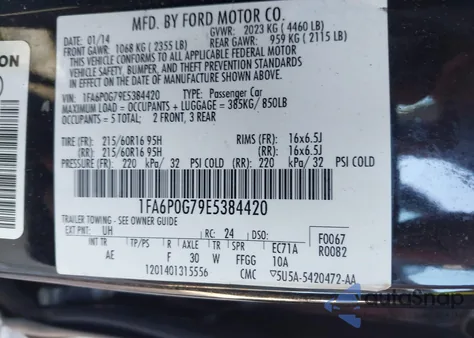 MFD. BY FORD MOTOR CO.
DATE: 01/14 GVWR: 2023 KG ( 4460 LB)
FRONT GAWR: 1068 KG ( 2355 LB) REAR GAWR: 959 KG ( 2115 LB)
THIS VEHICLE CONFORMS TO ALL APPLICABLE FEDERAL MOTOR
VEHICLE SAFETY, BUMPER, AND THEFT PREVENTION STANDARDS IN
EFFECT ON THE DATE OF MANUFACTURE SHOWN ABOVE.
VIN: 1FA6P0G79E5384420 TYPE: Passenger Car
MAXIMUM LOAD = OCCUPANTS + LUGGAGE = 385KG/ 850LB
OCCUPANTS = 5 TOTAL; 2 FRONT, 3 REAR
TIRE (FR): 215/60R16 95H RIMS (FR): 16x6.5J
(RR): 215/60R16 95H (RR): 16x6.5J
PRESSURE (FR): 220 kPa/ 32 PSI COLD (RR): 220 kPa/ 32 PSI COLD
1FA6P0G79E5384420
TRAILER TOWING - SEE OWNER GUIDE
EXT PNT: UH RC: 24 DSO: F0067
INT TR TP/PS R AXLE TR SPR EC71A R0082
AE F 30 W FFGG 10A
1201401315556 CMC ▽5U5A-5420472-AA
ON
autoSnap